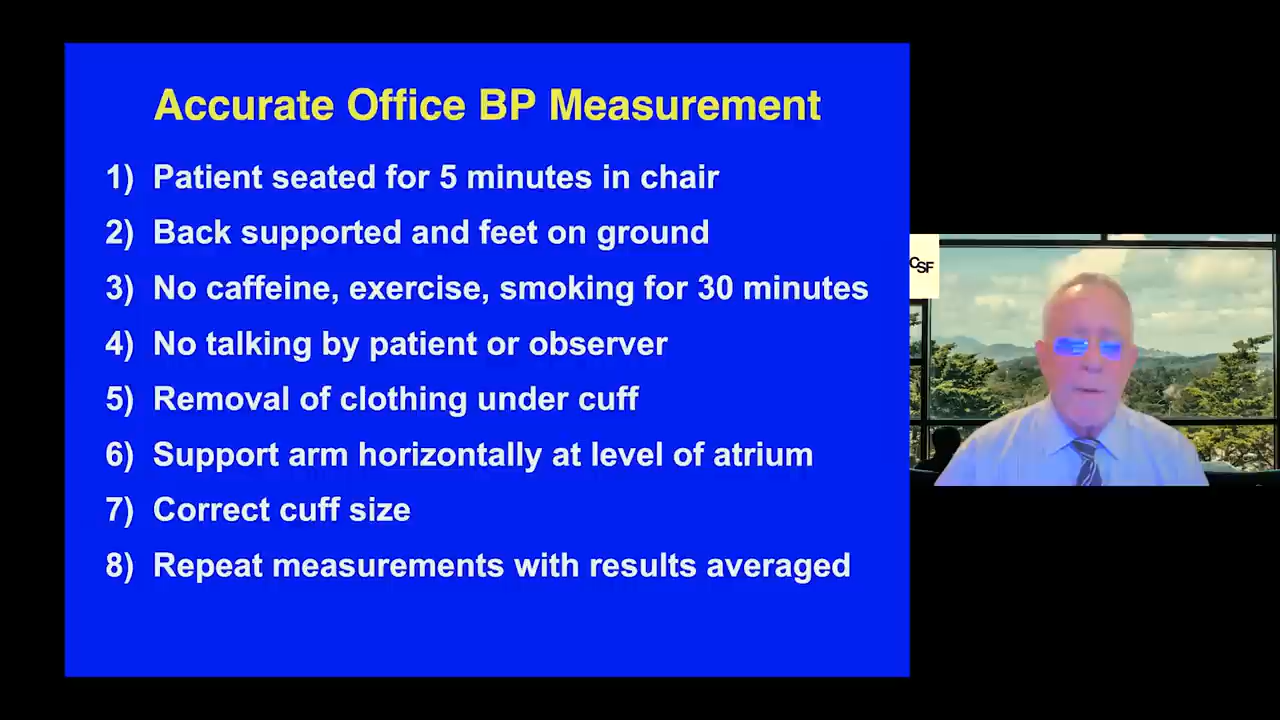 Accurate Office BP Measurement
1) Patient seated for 5 minutes in chair
2) Back supported and feet on ground
3) No caffeine, exercise, smoking for 30 minutes
4) No talking by patient or observer
5) Removal of clothing under cuff
6) Support arm horizontally at level of atrium
7) Correct cuff size
8) Repeat measurements with results averaged
CSF